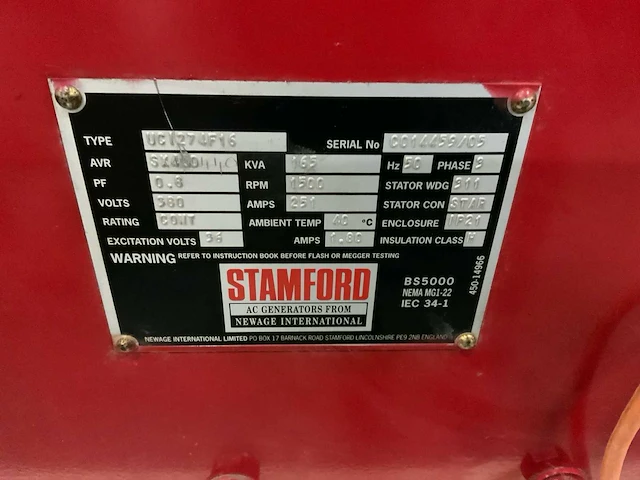 TYPE UCI274F16 SERIAL No C014459/05
AVR KVA 165 Hz 50 PHASE 3
PF 0.8 RPM 1500 STATOR WDG 311
VOLTS 380 AMPS 251 STATOR CON STAR
RATING CONT AMBIENT TEMP 40 °C ENCLOSURE IP21
EXCITATION VOLTS AMPS INSULATION CLASS H
WARNING REFER TO INSTRUCTION BOOK BEFORE FLASH OR MEGGER TESTING
STAMFORD
AC GENERATORS FROM
NEWAGE INTERNATIONAL
BS5000
NEMA MG1-22
IEC 34-1
450-14966
NEWAGE INTERNATIONAL LIMITED PO BOX 17 BARNACK ROAD STAMFORD LINCOLNSHIRE PE9 2NB ENGLAND